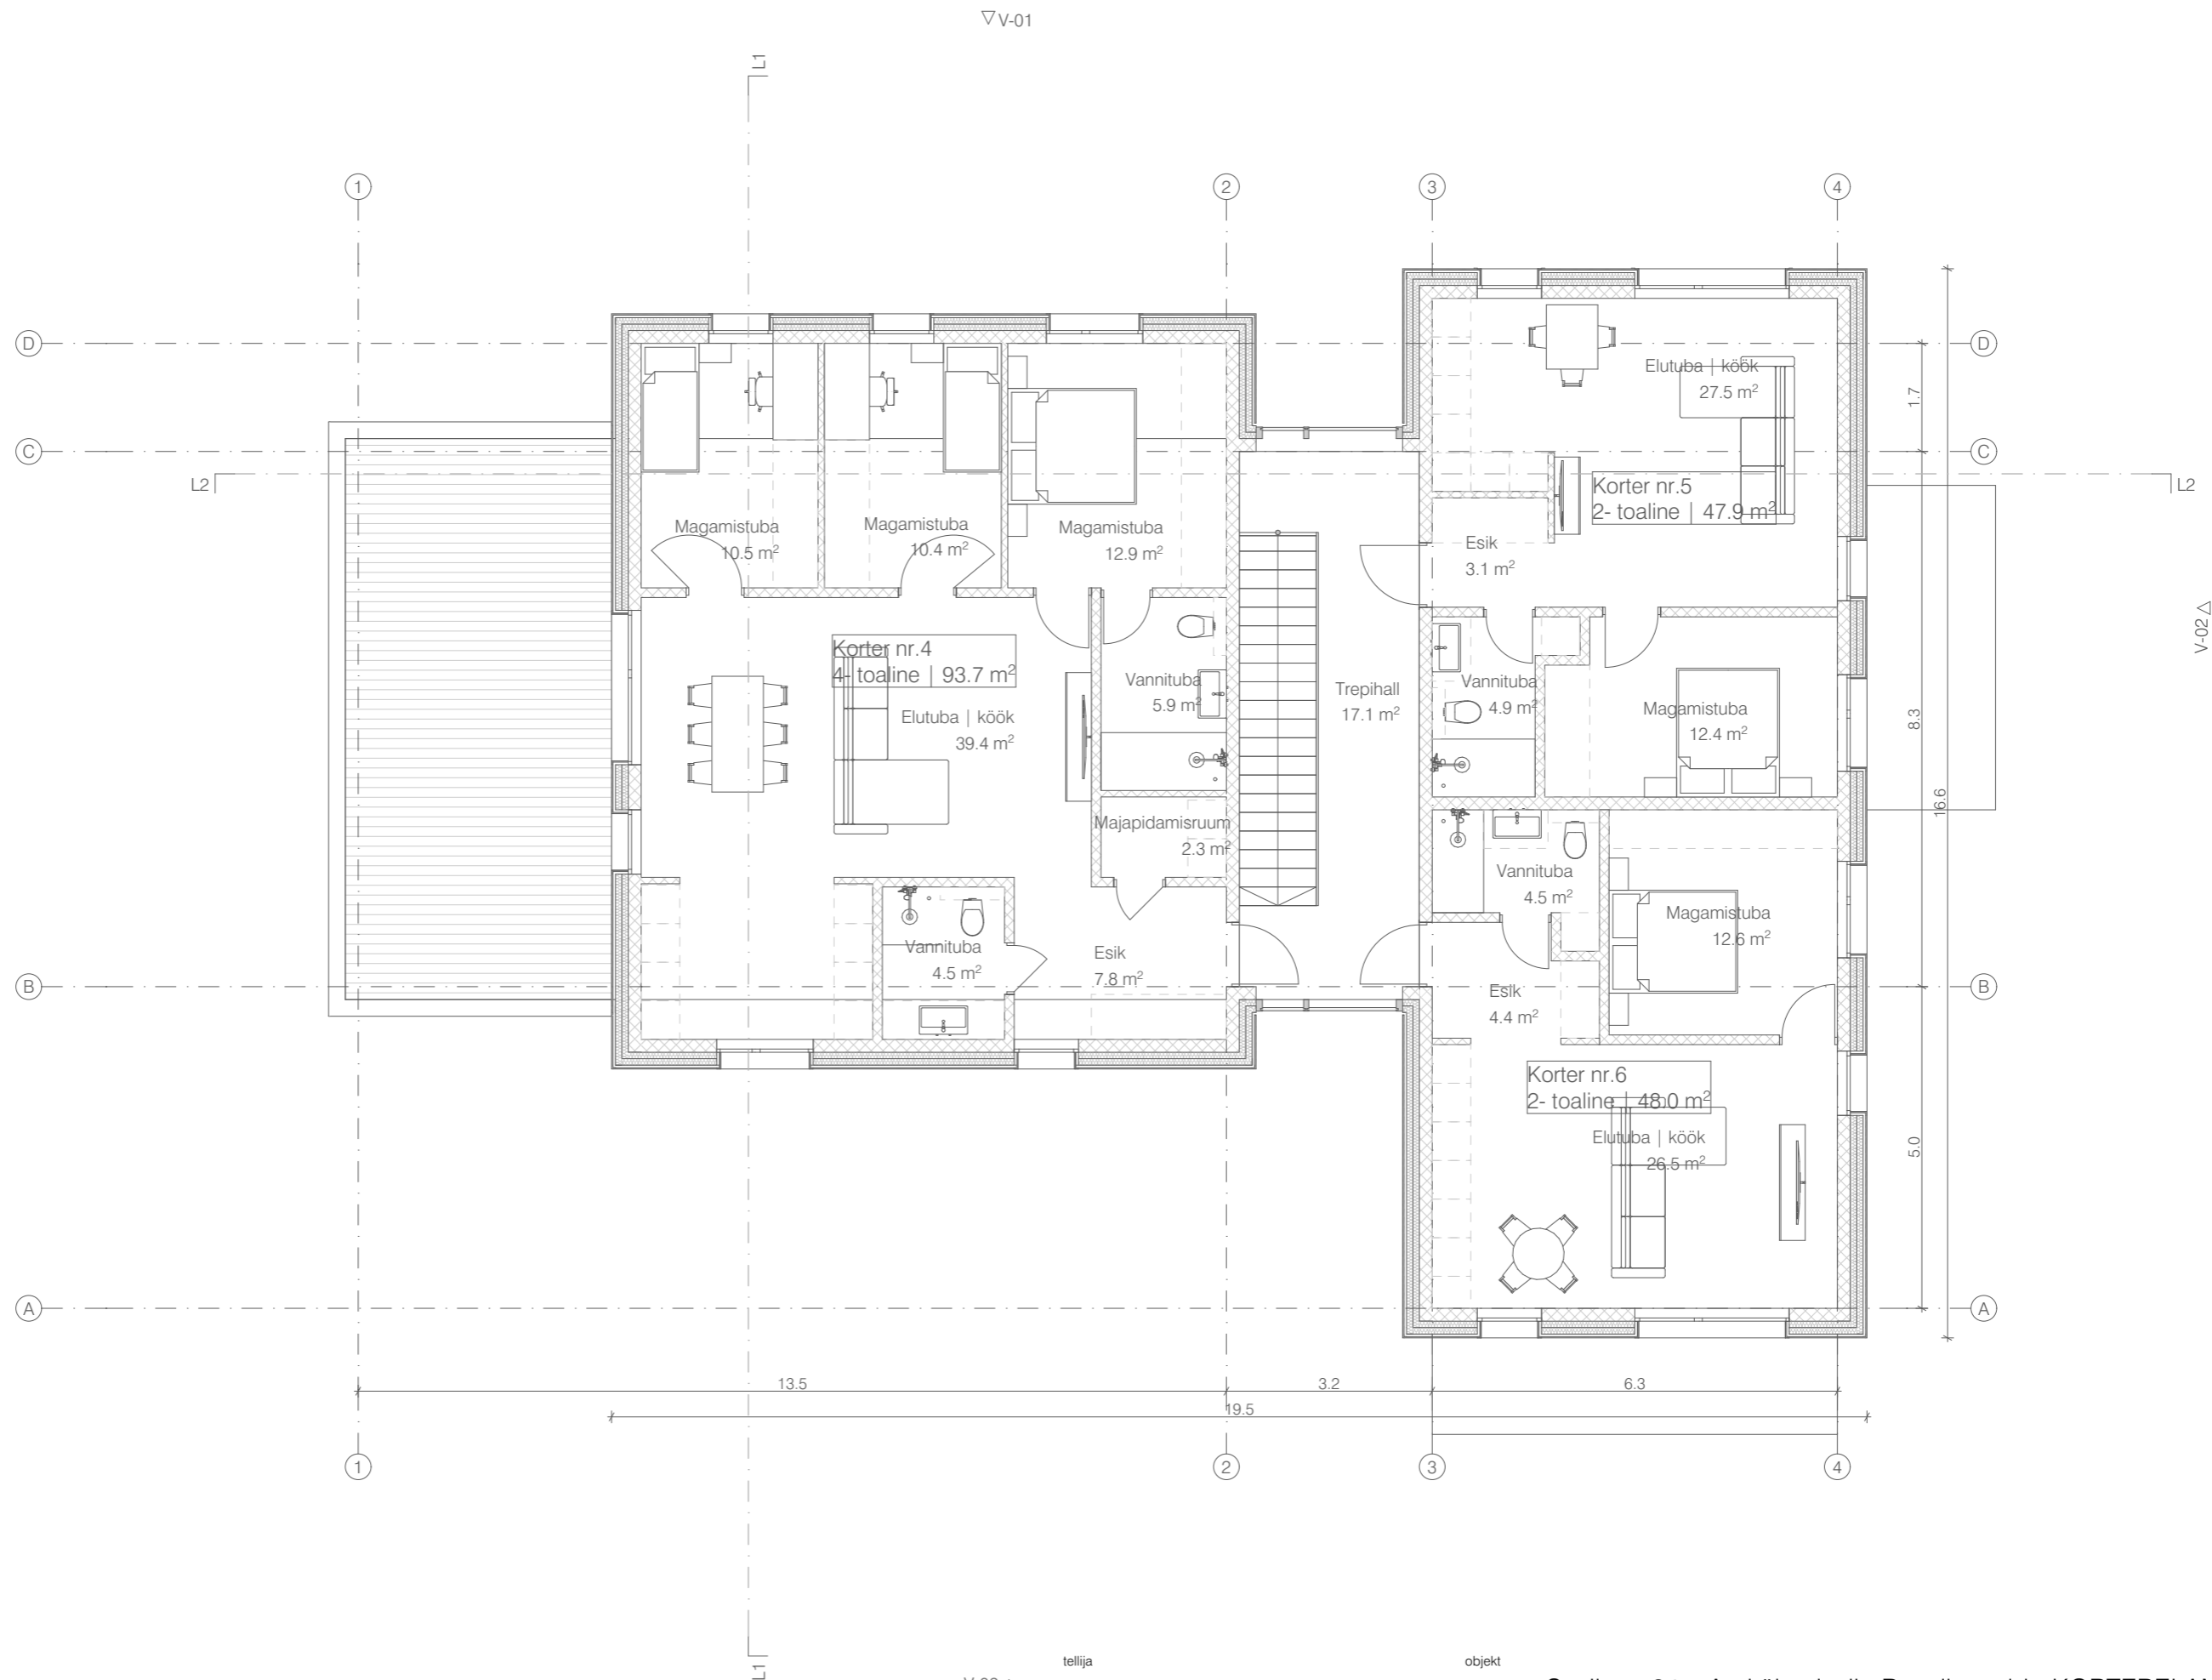 V-01
L1
1
2
3
4
D
D
Elutuba | köök
27.5 m²
1.7
C
C
L2
L2
Korter nr.5
2- toaline | 47.9 m²
Magamistuba
10.5 m²
Magamistuba
10.4 m²
Magamistuba
12.9 m²
Esik
3.1 m²
V-02
Korter nr.4
4- toaline | 93.7 m²
Elutuba | köök
39.4 m²
Vannituba
5.9 m²
Trepihall
17.1 m²
Vannituba
4.9 m²
Magamistuba
12.4 m²
8.3
16.6
Majapidamisruum
2.3 m²
Vannituba
4.5 m²
Magamistuba
12.6 m²
Vannituba
4.5 m²
Esik
7.8 m²
B
B
Esik
4.4 m²
Korter nr.6
2- toaline | 48.0 m²
Elutuba | köök
26.5 m²
5.0
A
A
13.5
3.2
6.3
19.5
1
2
3
4
L1
tellija
objekt